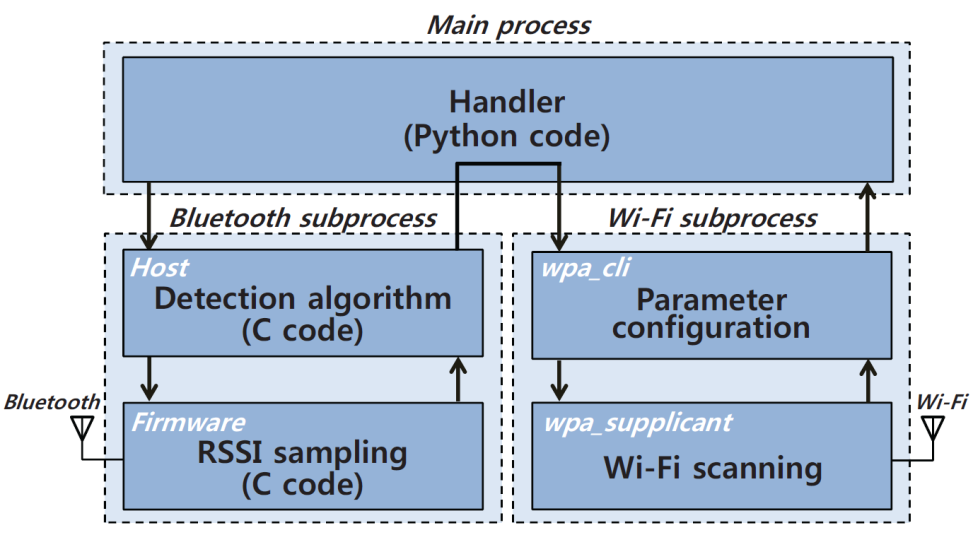 Main process
Handler
(Python code)
Bluetooth subprocess
Host
Detection algorithm
(C code)
Bluetooth
Firmware
RSSI sampling
(C code)
Wi-Fi subprocess
wpa_cli
Parameter
configuration
wpa_supplicant
Wi-Fi scanning
Wi-Fi